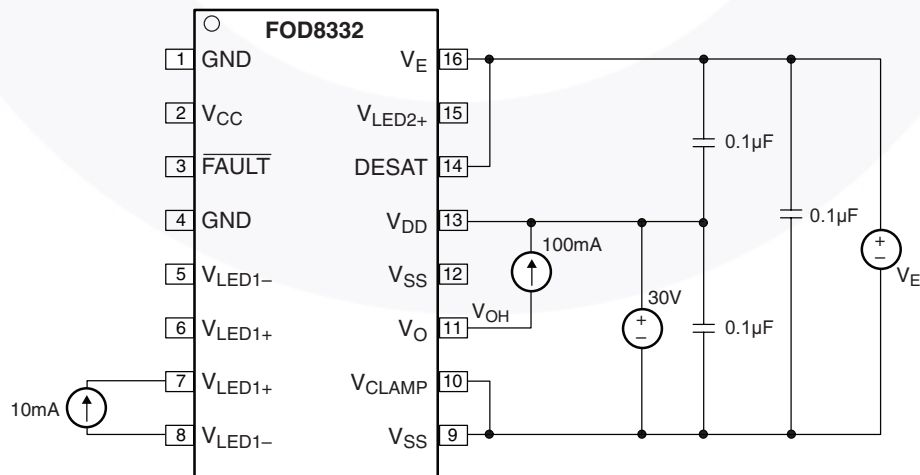 FOD8332
1 GND
2 VCC
3 FAULT
4 GND
5 VLED1–
6 VLED1+
7 VLED1+
8 VLED1–
VE 16
VLED2+ 15
DESAT 14
VDD 13
VSS 12
VO 11
VCLAMP 10
VSS 9
10mA
VOH
100mA
30V
+
–
0.1µF
0.1µF
0.1µF
+
–
VE